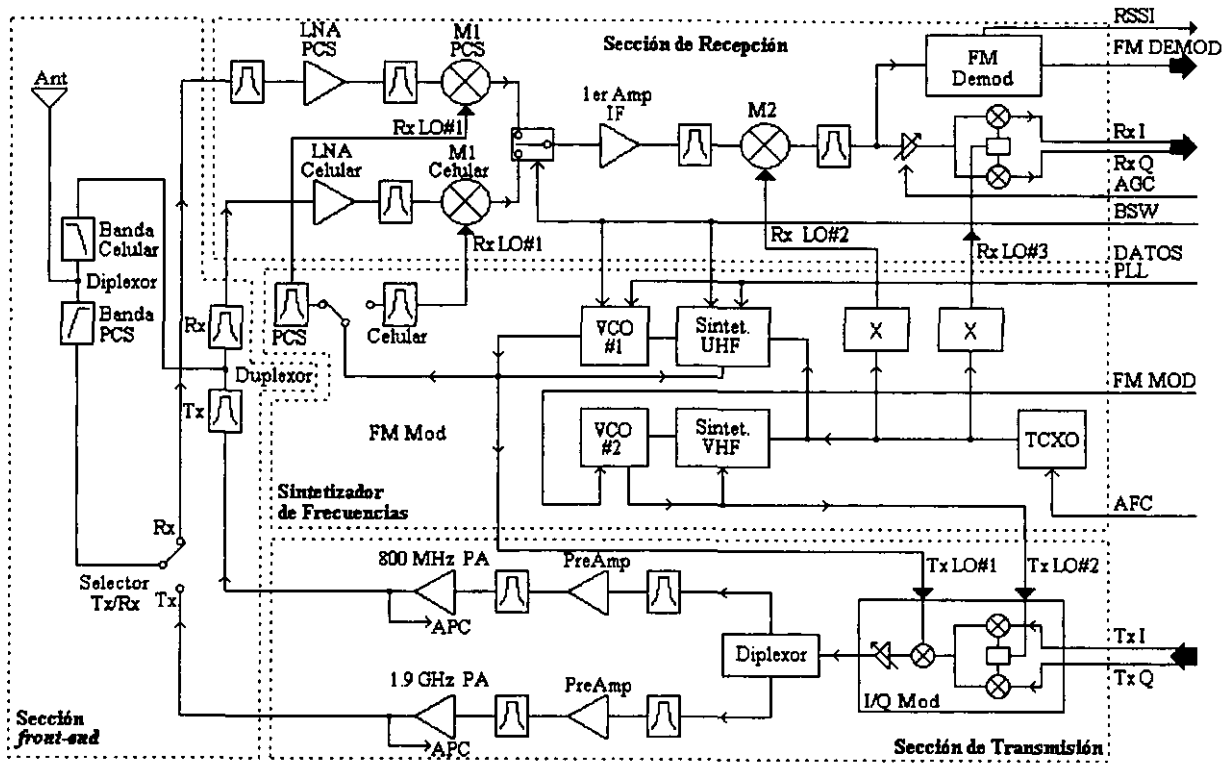 RSSI
LNA
PCS
M1
PCS
Sección de Recepción
FM DEMOD
FM
Demod
Ant
1er Amp
IF
M2
Rx LO#1
Rx I
Rx Q
LNA
Celular
M1
Celular
AGC
BSW
Banda
Celular
Rx LO#1
Rx LO#2
Rx LO#3
DATOS
PLL
Diplexor
Banda
PCS
Rx
PCS
Celular
VCO
#1
Sintet.
UHF
X
X
Duplexor
FM MOD
Tx
FM Mod
VCO
#2
Sintet.
VHF
TCXO
Sintetizador
de Frecuencias
AFC
Rx
Selector
Tx/Rx
Tx
800 MHz PA
PreAmp
Tx LO#1
Tx LO#2
APC
Diplexor
Tx I
Tx Q
1.9 GHz PA
PreAmp
I/Q Mod
APC
Sección
front-end
Sección de Transmisión